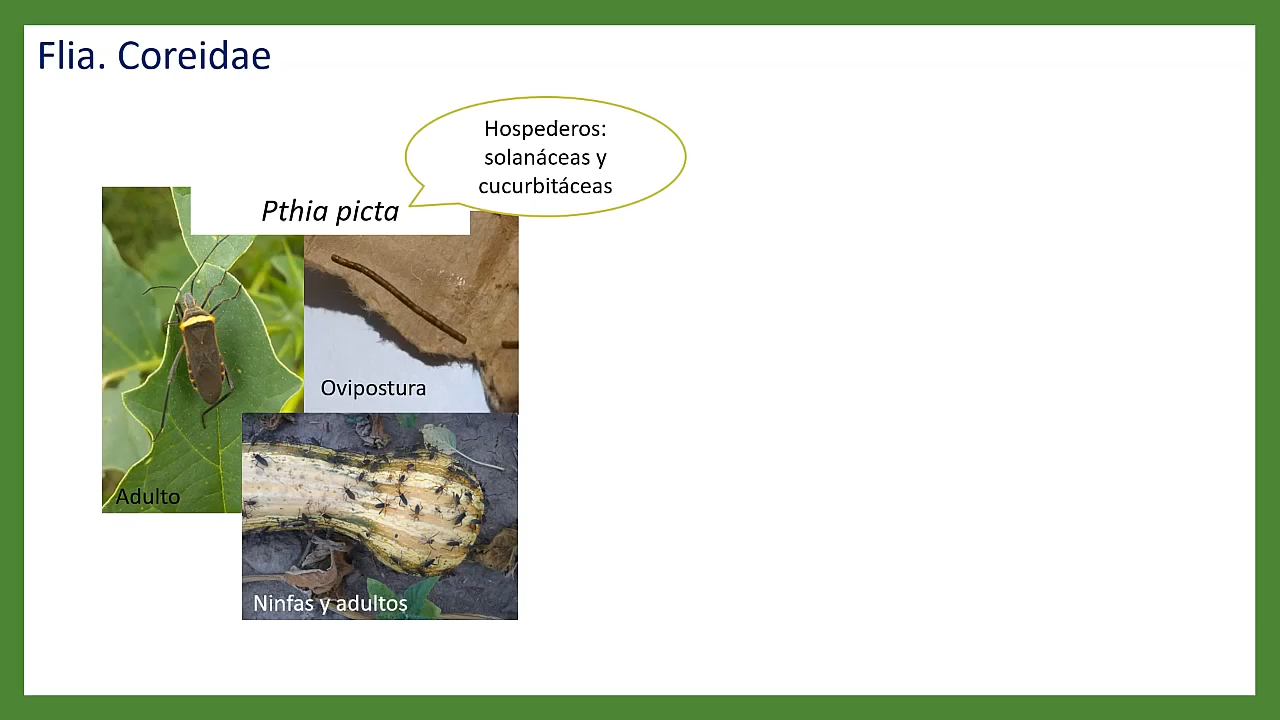 Flia. Coreidae
Hospederos:
solanáceas y
cucurbitáceas
Pthia picta
Ovipostura
Adulto
Ninfas y adultos